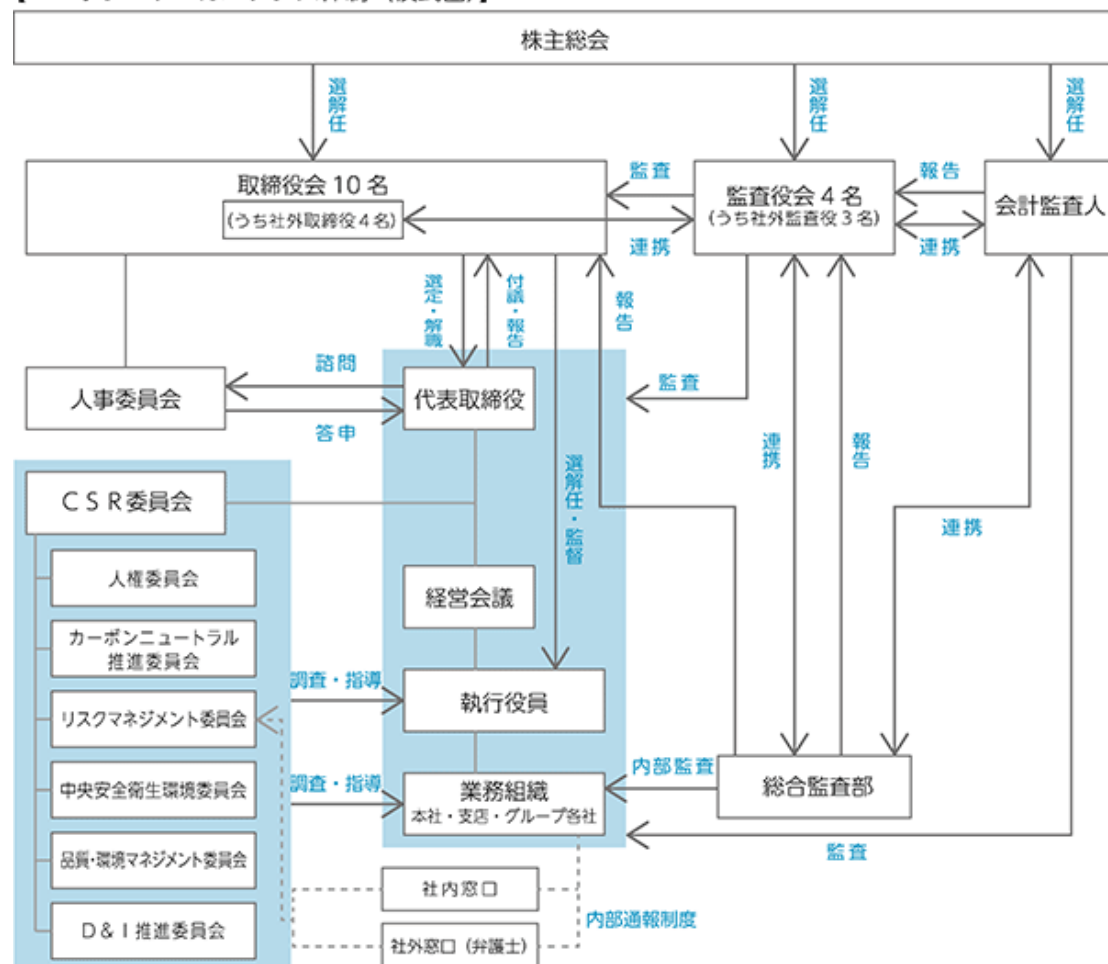 株主総会
選解任
選解任
選解任
取締役会 10 名
(うち社外取締役 4 名)
監査
連携
監査役会 4 名
(うち社外監査役 3 名)
報告
連携
会計監査人
選定・解職
付議・報告
報告
人事委員会
諮問
答申
代表取締役
監査
連携
報告
連携
選解任・監督
CSR委員会
人権委員会
カーボンニュートラル
推進委員会
リスクマネジメント委員会
中央安全衛生環境委員会
品質・環境マネジメント委員会
D&I 推進委員会
経営会議
調査・指導
執行役員
調査・指導
業務組織
本社・支店・グループ各社
内部監査
総合監査部
監査
社内窓口
社外窓口（弁護士）
内部通報制度